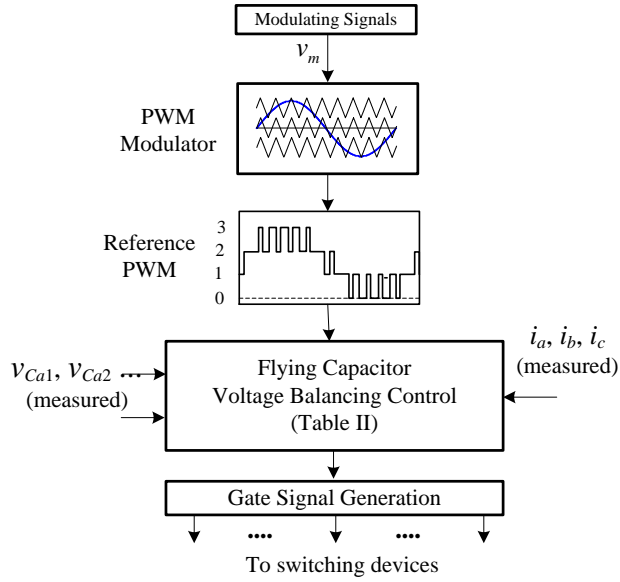 Modulating Signals
v_m
PWM
Modulator
Reference
PWM
3
2
1
0
v_Ca1, v_Ca2 ...
(measured)
i_a, i_b, i_c
(measured)
Flying Capacitor
Voltage Balancing Control
(Table II)
Gate Signal Generation
.... ....
To switching devices